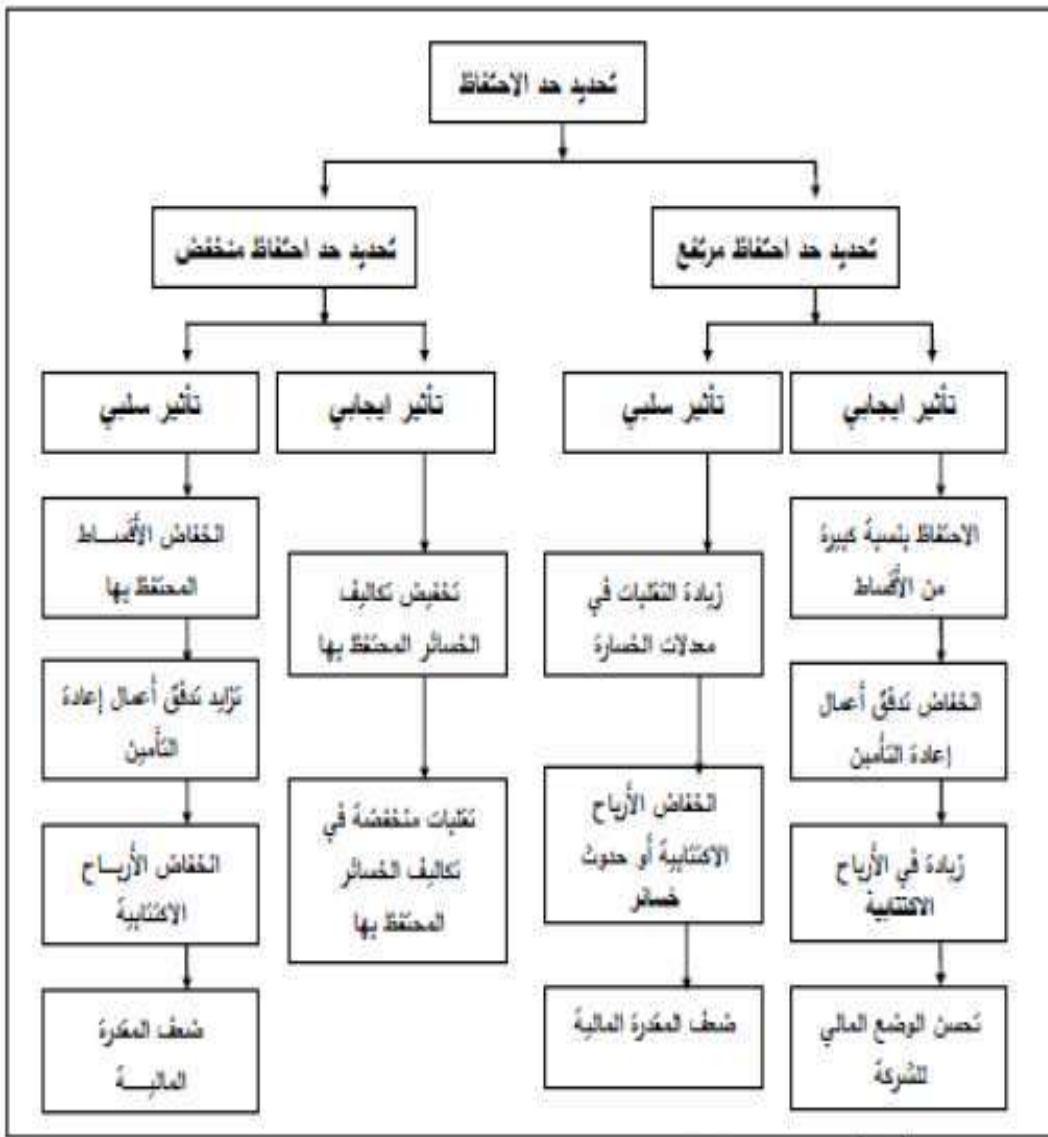 تحديد حد الاحتفاظ
تحديد حد احتفاظ مرتفع
تحديد حد احتفاظ منخفض
تأثير ايجابي
تأثير سلبي
تأثير ايجابي
تأثير سلبي
الاحتفاظ بنسبة كبيرة
من الأقساط
انخفاض تدفق أعمال
إعادة التأمين
زيادة في الأرباح
الاكتتابية
تحسن الوضع المالي
للشركة
زيادة التقلبات في
معدلات الخسارة
انخفاض الأرباح
الاكتتابية أو حدوث
خسائر
ضعف المقدرة المالية
تخفيض تكاليف
الخسائر المحتفظ بها
تقلبات منخفضة في
تكاليف الخسائر
المحتفظ بها
انخفاض الأقســـاط
المحتفظ بها
تزايد تدفق أعمال إعادة
التأمين
انخفاض الأربـــاح
الاكتتابية
ضعف المقدرة
الماليـــة